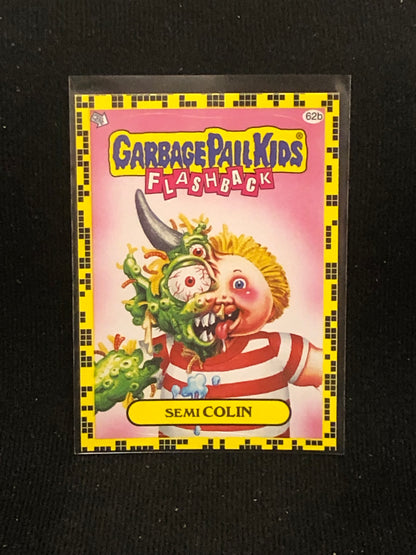 62b
GARBAGE PAIL KIDS®
FLASHBACK
SEMI COLIN